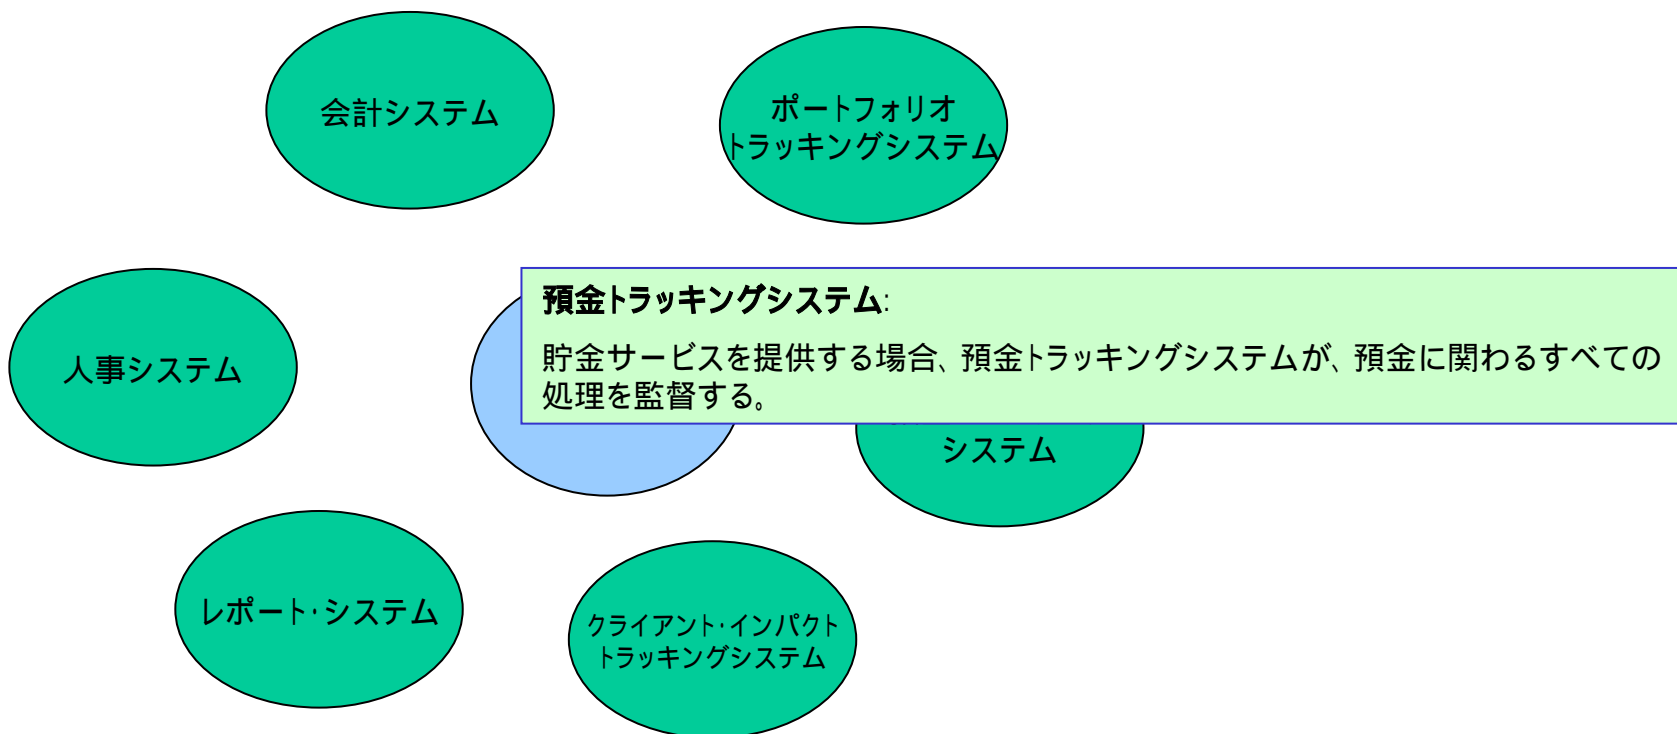 会計システム
ポートフォリオ
トラッキングシステム
預金トラッキングシステム:
貯金サービスを提供する場合、預金トラッキングシステムが、預金に関わるすべての
処理を監督する。
人事システム
システム
レポート・システム
クライアント・インパクト
トラッキングシステム